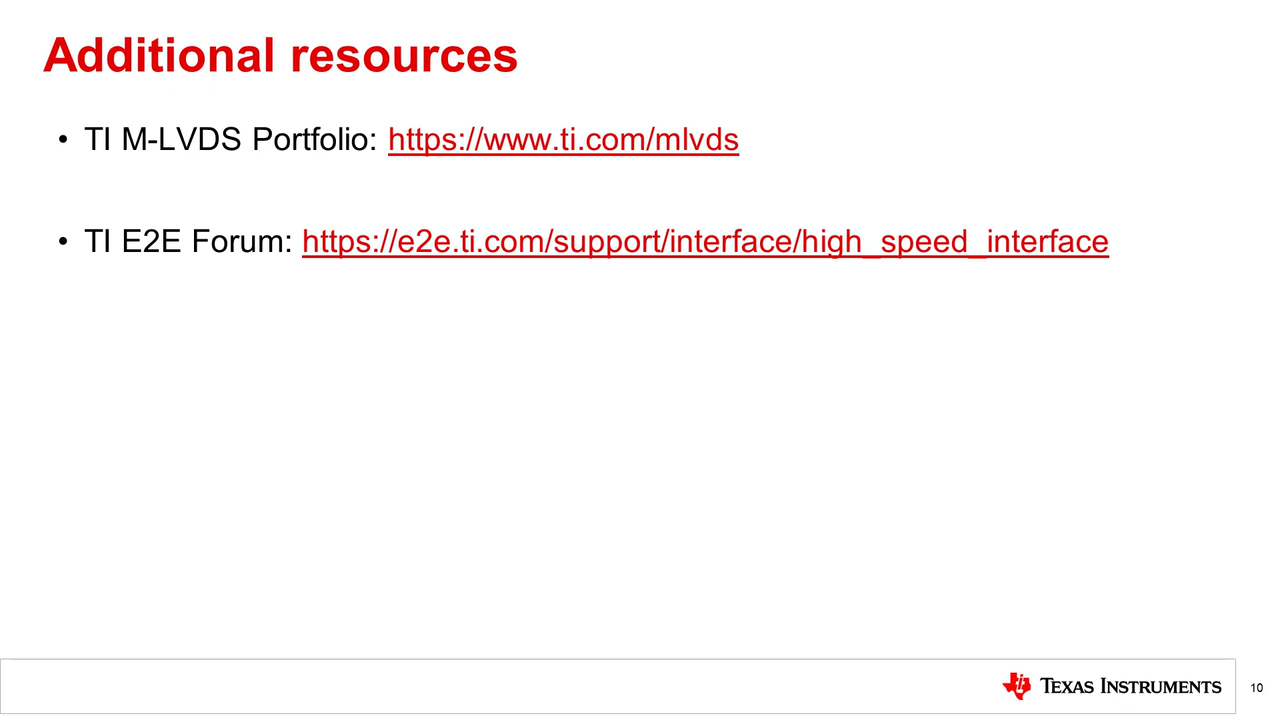 Additional resources
• TI M-LVDS Portfolio: https://www.ti.com/mlvds
• TI E2E Forum: https://e2e.ti.com/support/interface/high_speed_interface
TEXAS INSTRUMENTS
10